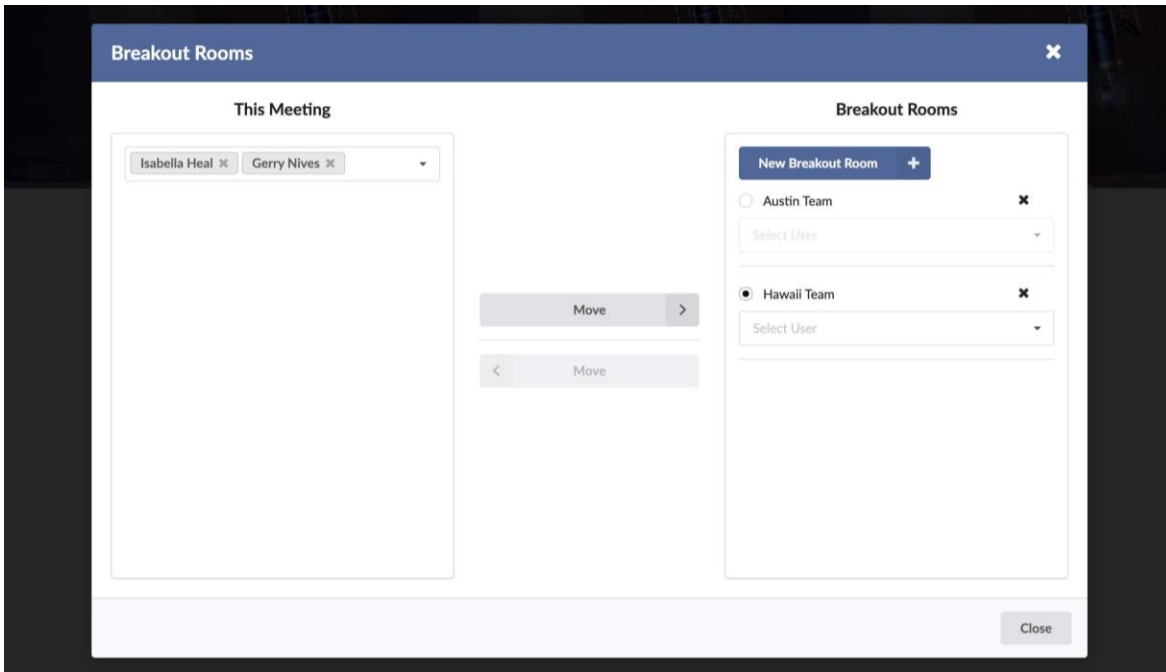 Breakout Rooms
This Meeting
Isabella Heal Gerry Nives
Move
Move
Breakout Rooms
New Breakout Room +
Austin Team
Select User
Hawaii Team
Select User
Close